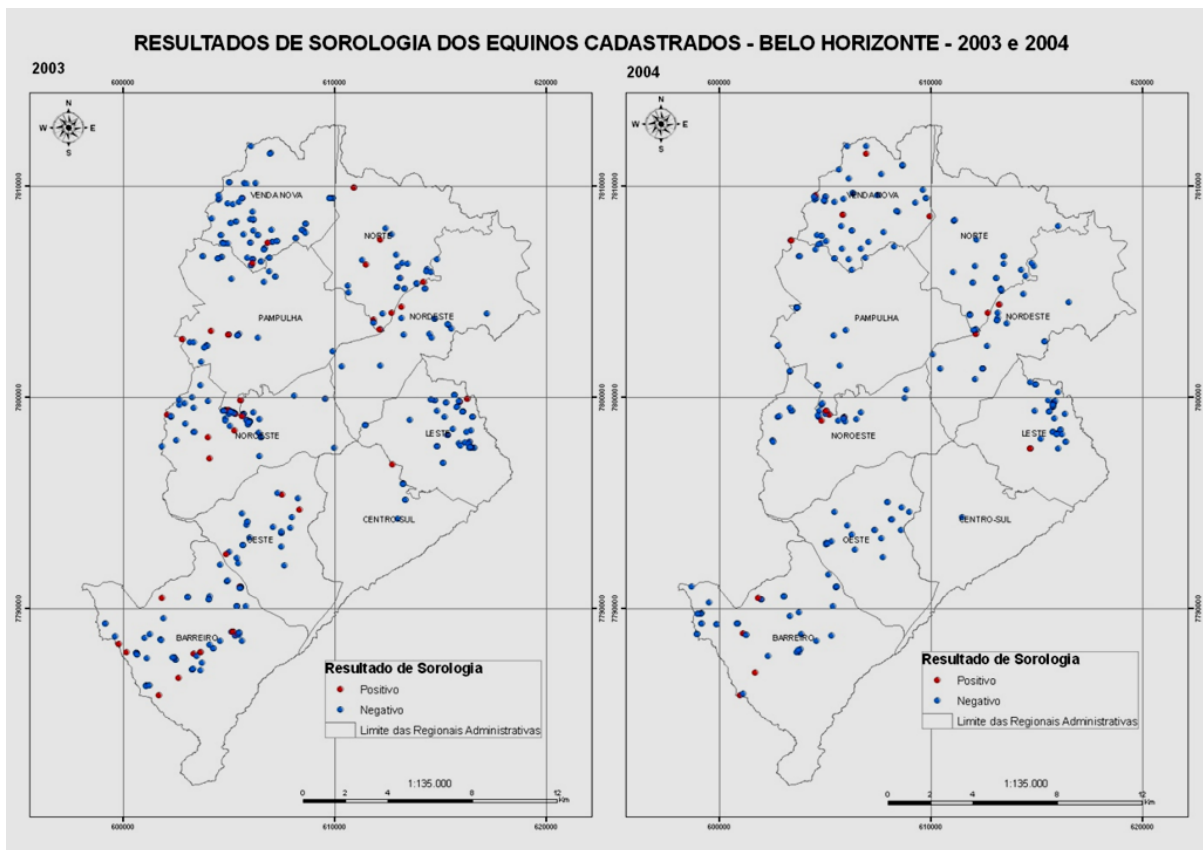 RESULTADOS DE SOROLOGIA DOS EQUINOS CADASTRADOS - BELO HORIZONTE - 2003 e 2004
2003
600000
610000
620000
N
W
E
S
7810000
7800000
7790000
VENDA NOVA
NORTE
PAMPULHA
NORDESTE
NOROESTE
LESTE
CENTRO-SUL
OESTE
BARREIRO
Resultado de Sorologia
Positivo
Negativo
Limite das Regionais Administrativas
1:135.000
0 2 4 8 12
Km
600000
610000
620000
2004
600000
610000
620000
N
W
E
S
7810000
7800000
7790000
VENDA NOVA
NORTE
PAMPULHA
NORDESTE
NOROESTE
LESTE
CENTRO-SUL
OESTE
BARREIRO
Resultado de Sorologia
Positivo
Negativo
Limite das Regionais Administrativas
1:135.000
0 2 4 8 12
Km
600000
610000
620000